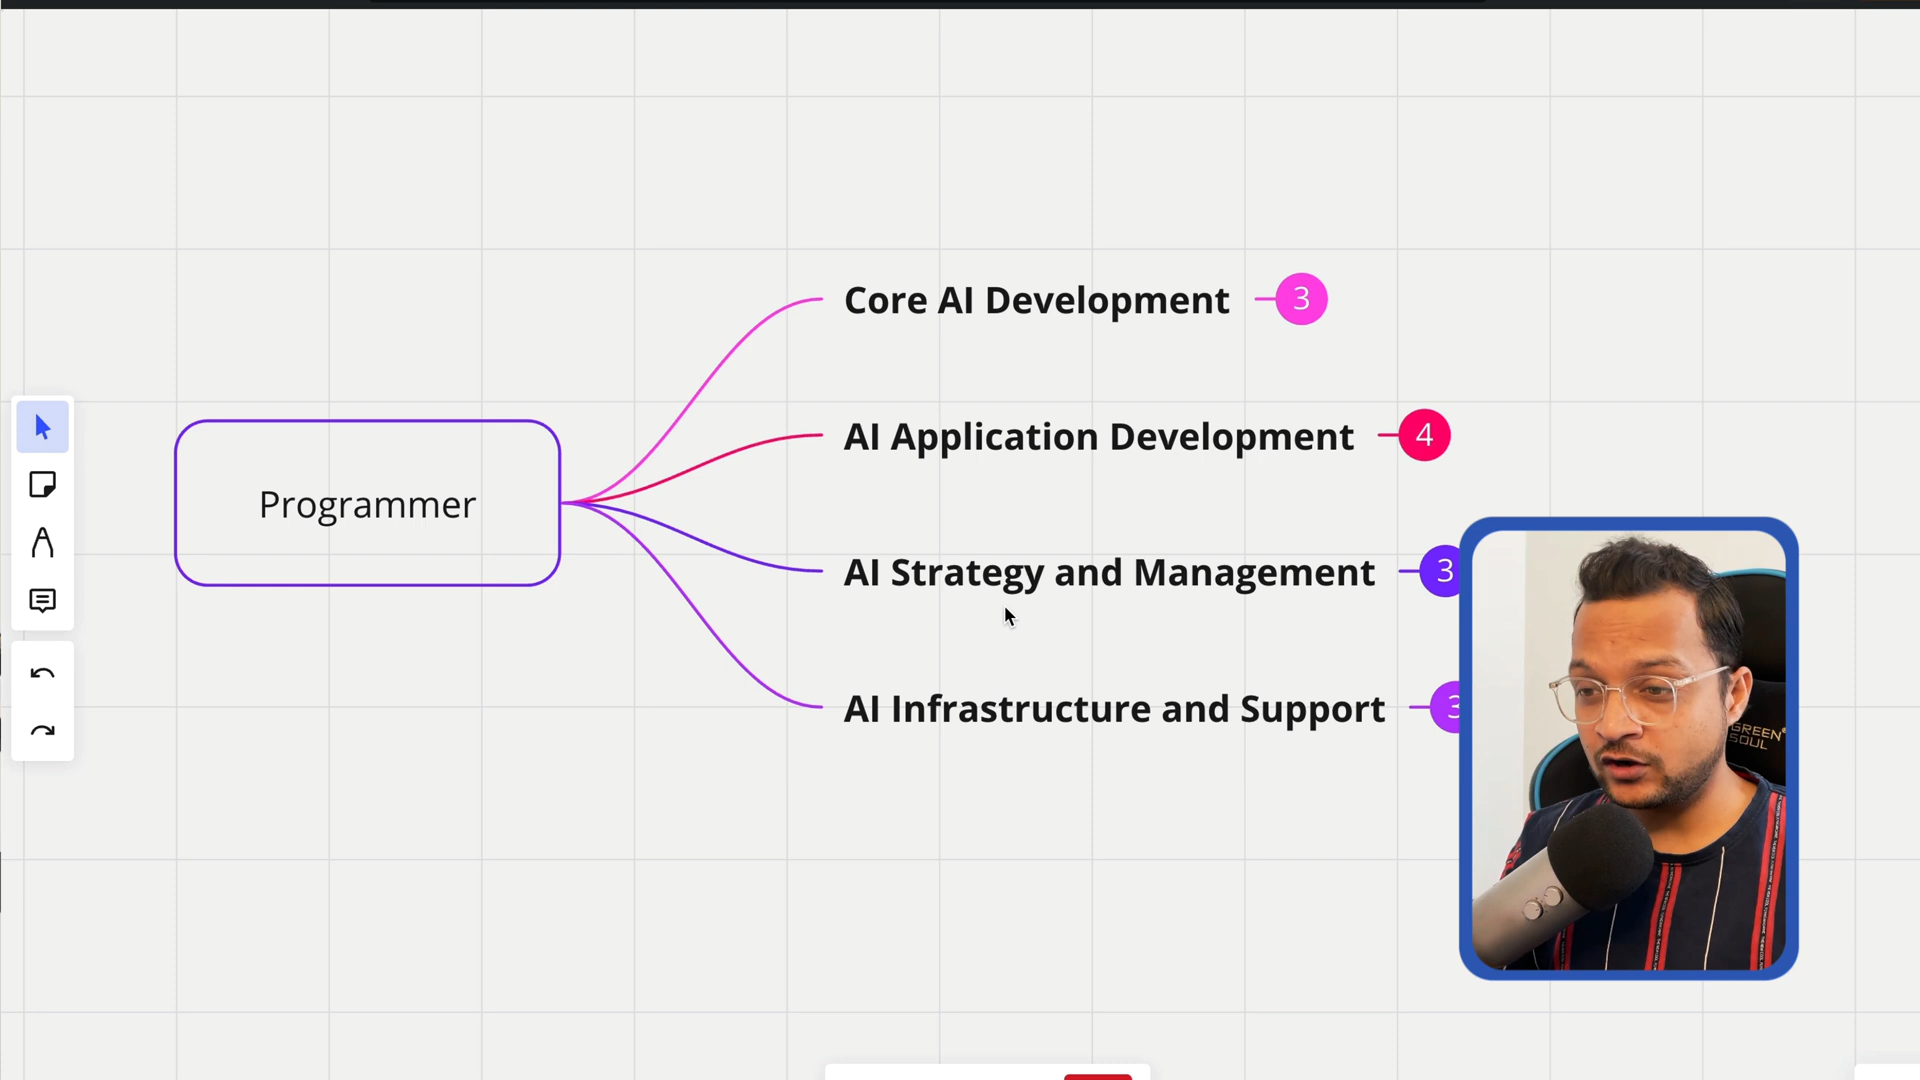 Core AI Development 3
AI Application Development 4
Programmer
AI Strategy and Management 3
AI Infrastructure and Support 3
GREEN
SOUL